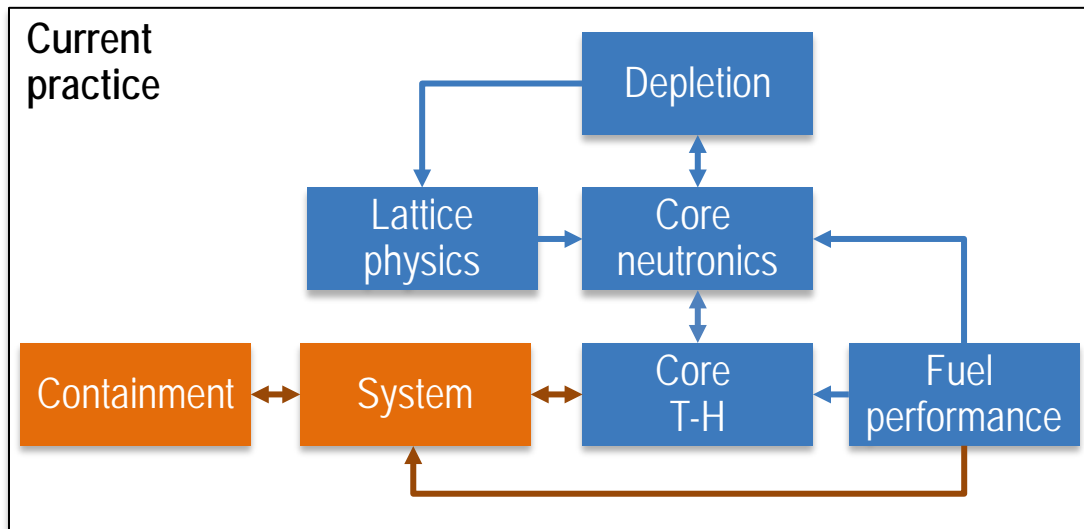 Current
practice
Depletion
Lattice
physics
Core
neutronics
Containment
System
Core
T-H
Fuel
performance